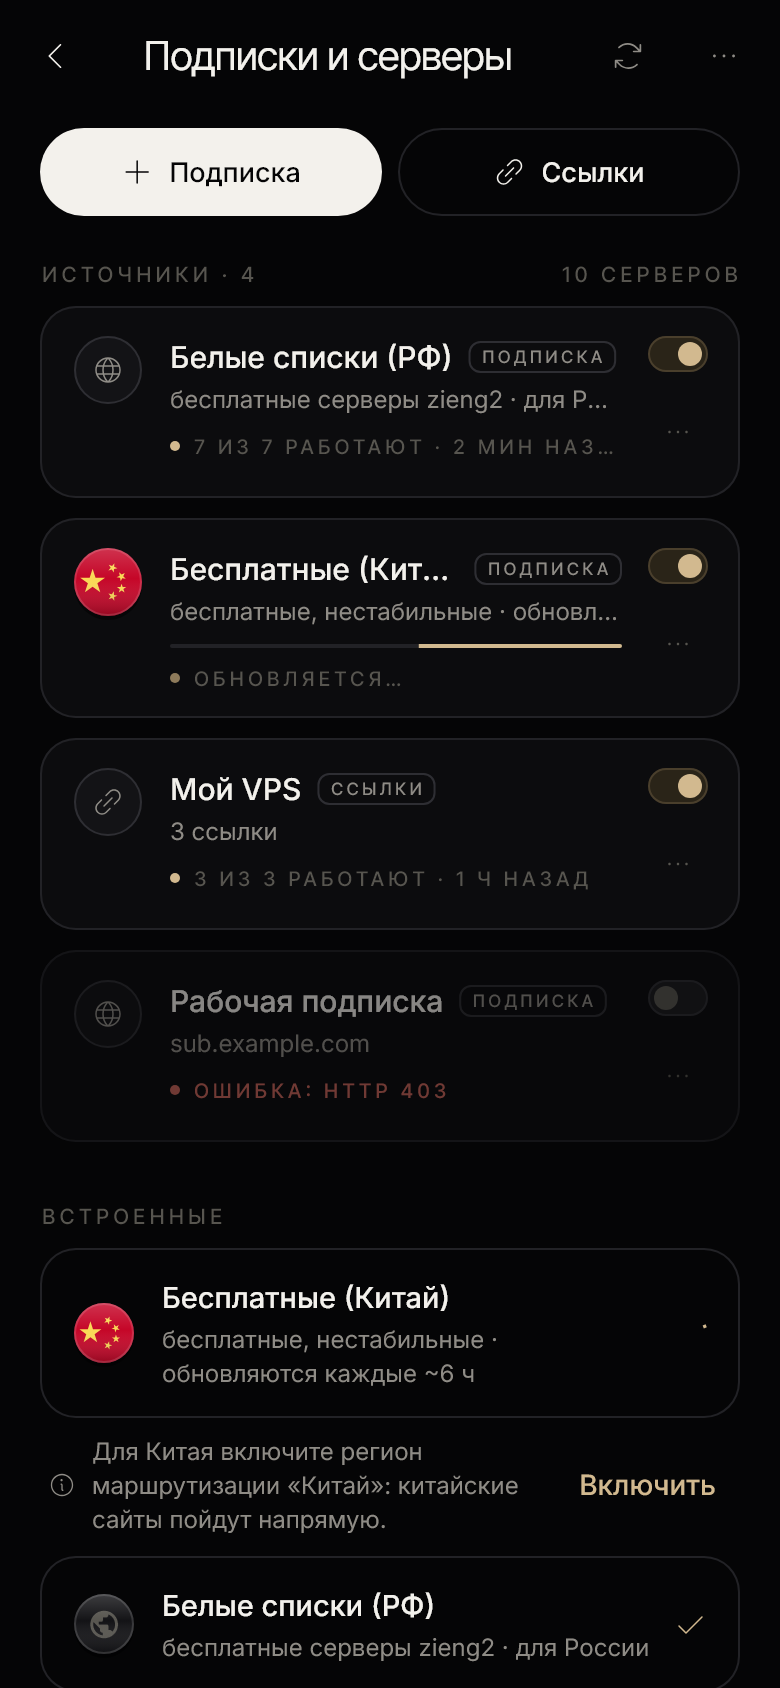 Подписки и серверы
Подписка
Ссылки
ИСТОЧНИКИ · 4
10 СЕРВЕРОВ
Белые списки (РФ) ПОДПИСКА
бесплатные серверы zieng2 · для Р...
7 ИЗ 7 РАБОТАЮТ · 2 МИН НАЗ...
Бесплатные (Кит... ПОДПИСКА
бесплатные, нестабильные · обновл...
ОБНОВЛЯЕТСЯ...
Мой VPS ССЫЛКИ
3 ссылки
3 ИЗ 3 РАБОТАЮТ · 1 Ч НАЗАД
Рабочая подписка ПОДПИСКА
sub.example.com
ОШИБКА: HTTP 403
ВСТРОЕННЫЕ
Бесплатные (Китай)
бесплатные, нестабильные ·
обновляются каждые ~6 ч
Для Китая включите регион
маршрутизации «Китай»: китайские
сайты пойдут напрямую.
Включить
Белые списки (РФ)
бесплатные серверы zieng2 · для России